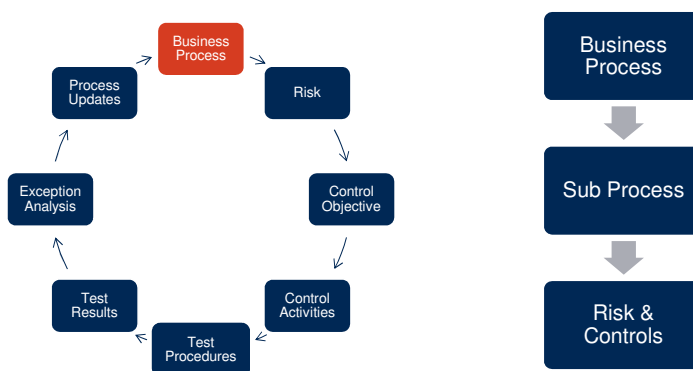 Business
Process
Risk
Control
Objective
Control
Activities
Test
Procedures
Test
Results
Exception
Analysis
Process
Updates
Business
Process
Sub Process
Risk &
Controls